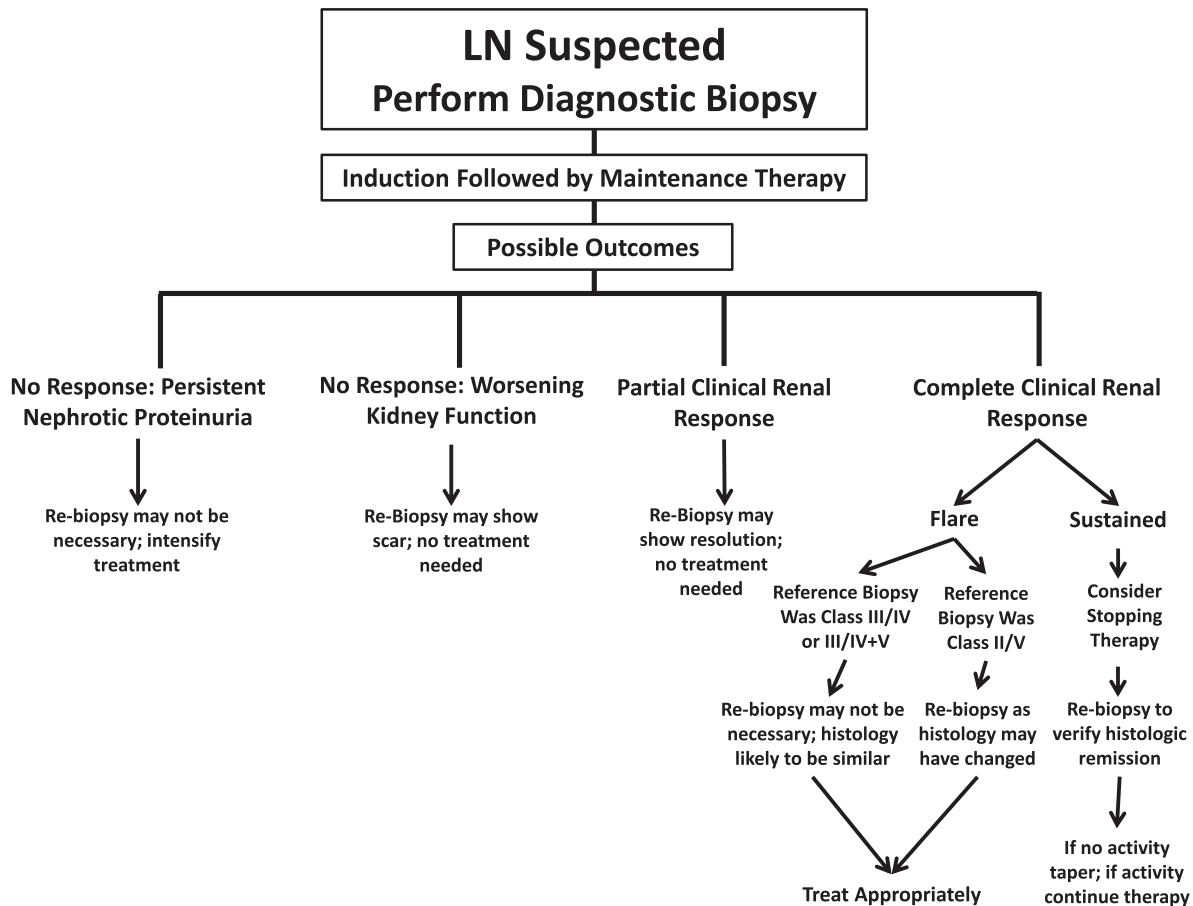 LN Suspected
Perform Diagnostic Biopsy
Induction Followed by Maintenance Therapy
Possible Outcomes
No Response: Persistent
Nephrotic Proteinuria
Re-biopsy may not be
necessary; intensify
treatment
No Response: Worsening
Kidney Function
Re-Biopsy may show
scar; no treatment
needed
Partial Clinical Renal
Response
Re-Biopsy may
show resolution;
no treatment
needed
Complete Clinical Renal
Response
Flare
Reference Biopsy
Was Class III/IV
or III/IV+V
Re-biopsy may not be
necessary; histology
likely to be similar
Reference
Biopsy Was
Class II/V
Re-biopsy as
histology may
have changed
Treat Appropriately
Sustained
Consider
Stopping
Therapy
Re-biopsy to
verify histologic
remission
If no activity
taper; if activity
continue therapy